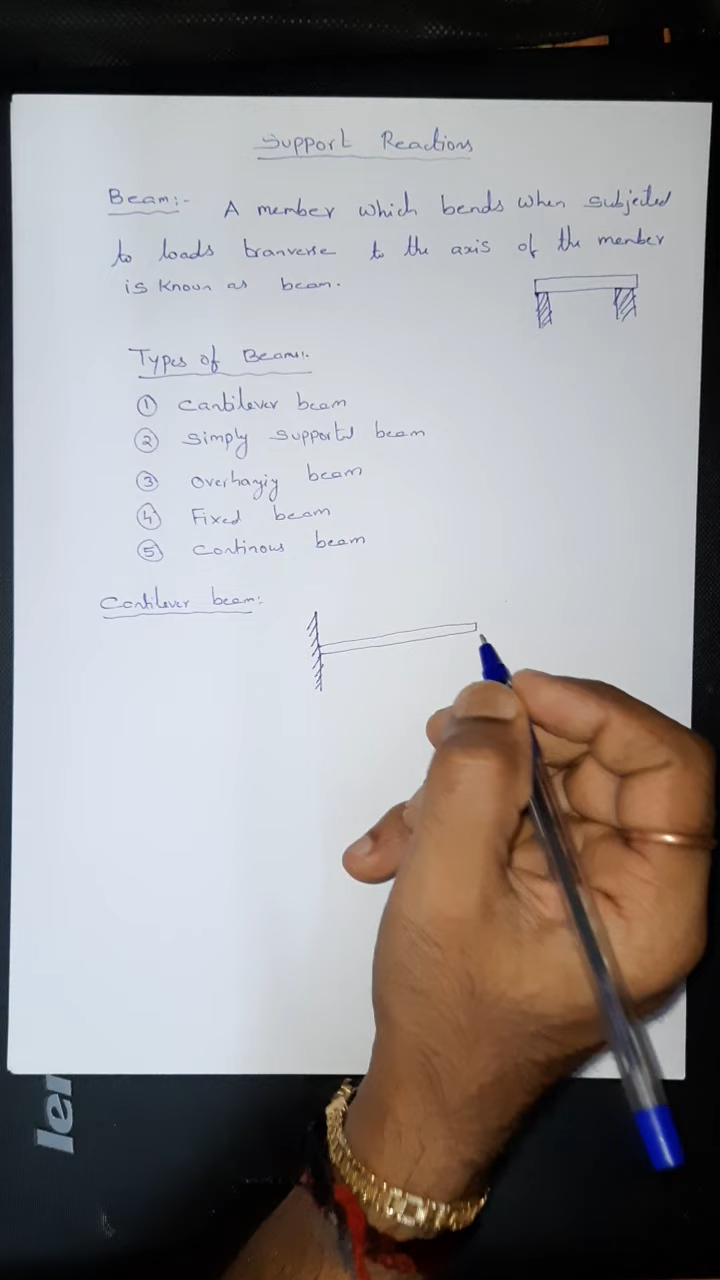 Support Reactions
Beam:- A member which bends when subjected
to loads tranverse to the axis of the member
is known as beam.
Types of Beams:-
① Cantilever beam
② Simply supported beam
③ Overhagig beam
④ Fixed beam
⑤ Continous beam
Cantilever beam:
len